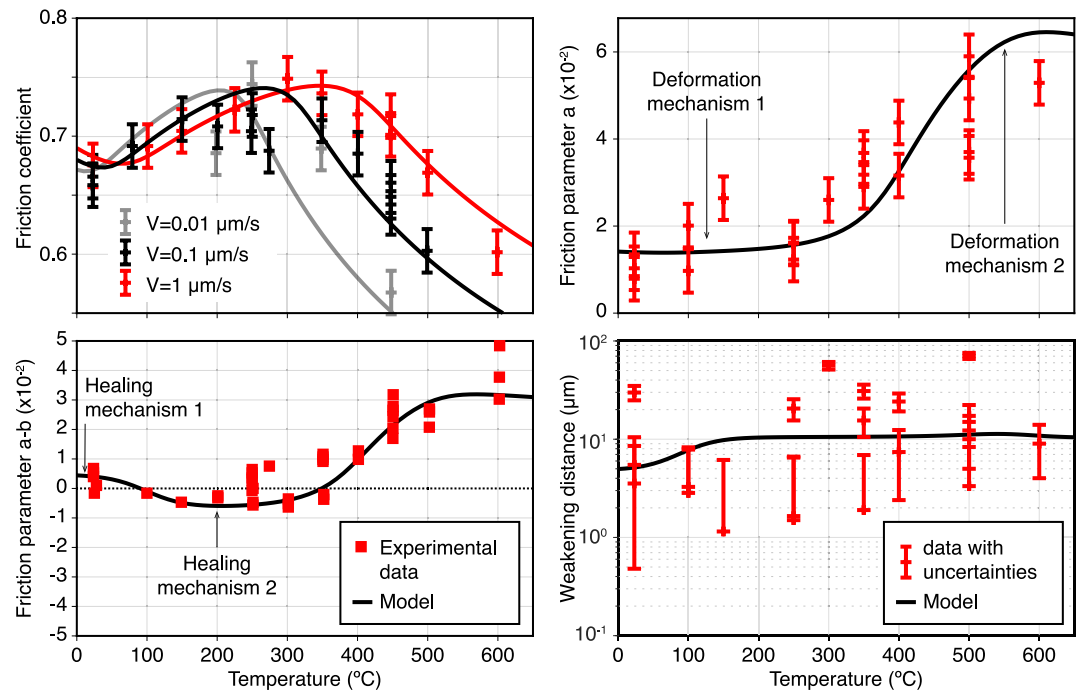 0.8
0.7
0.6
Friction coefficient
V=0.01 µm/s
V=0.1 µm/s
V=1 µm/s
6
4
2
0
Friction parameter a (x10-2)
Deformation
mechanism 1
Deformation
mechanism 2
5
4
3
2
1
0
-1
-2
-3
-4
-5
Friction parameter a-b (x10-2)
Healing
mechanism 1
Healing
mechanism 2
Experimental
data
Model
0 100 200 300 400 500 600
Temperature (ºC)
10²
10¹
10⁰
10-1
Weakening distance (µm)
data with
uncertainties
Model
0 100 200 300 400 500 600
Temperature (ºC)